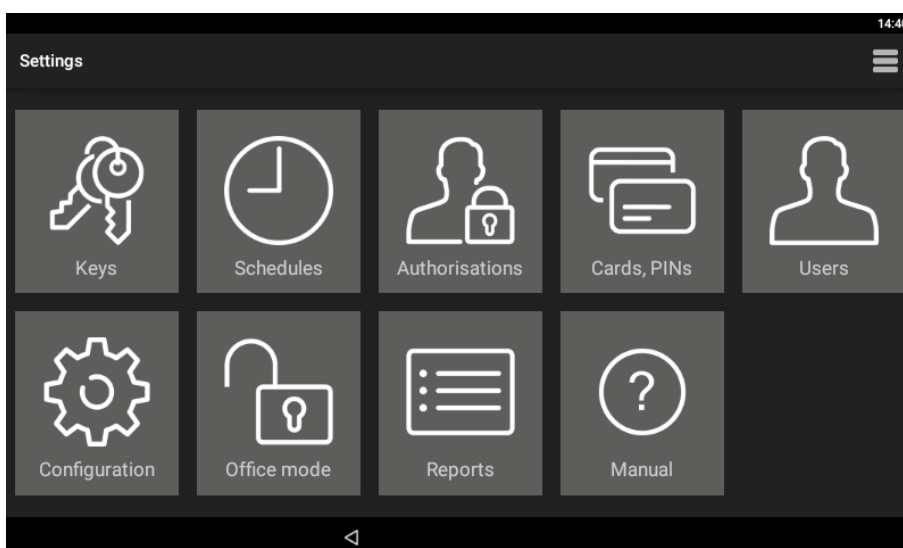 Settings
Keys
Schedules
Authorisations
Cards, PINs
Users
Configuration
Office mode
Reports
?
Manual